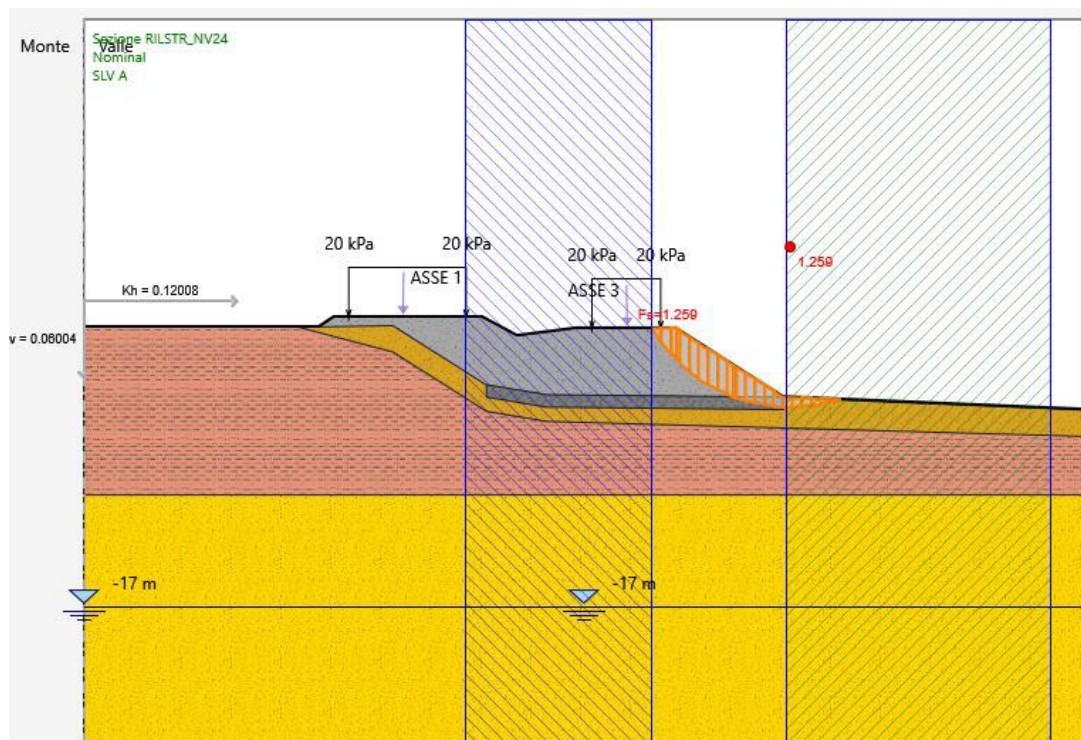 Monte
Valle
Sezione RILSTR_NV24
Nominal
SLV A
20 kPa
20 kPa
20 kPa
20 kPa
ASSE 1
Kh = 0.12008
ASSE 3
1.259
Fs=1.259
v = 0.06004
-17 m
-17 m